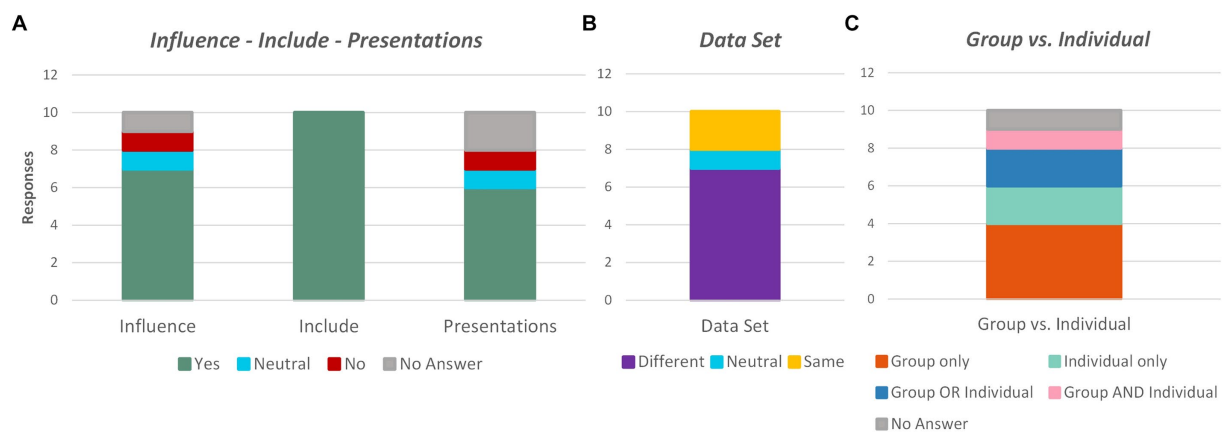 A
Influence - Include - Presentations
12
10
8
6
4
2
0
Responses
Influence
Include
Presentations
Yes
Neutral
No
No Answer
B
Data Set
12
10
8
6
4
2
0
Data Set
Different
Neutral
Same
C
Group vs. Individual
12
10
8
6
4
2
0
Group vs. Individual
Group only
Individual only
Group OR Individual
Group AND Individual
No Answer